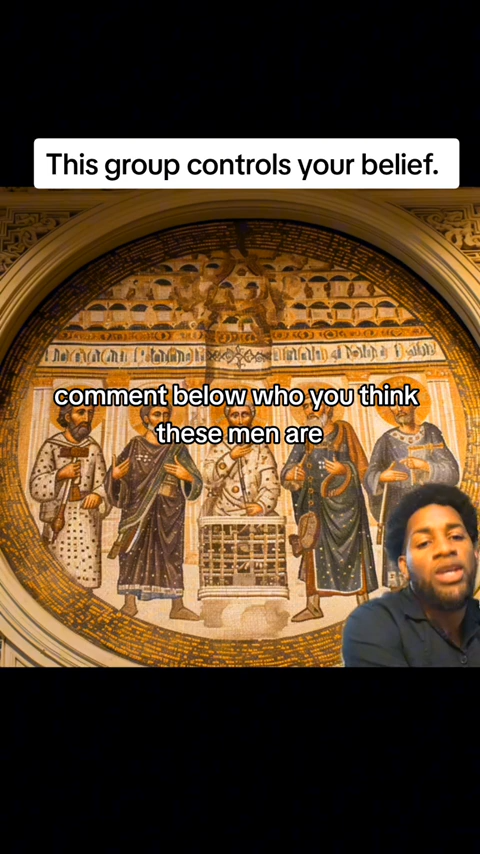 This group controls your belief.
comment below who you think
these men are